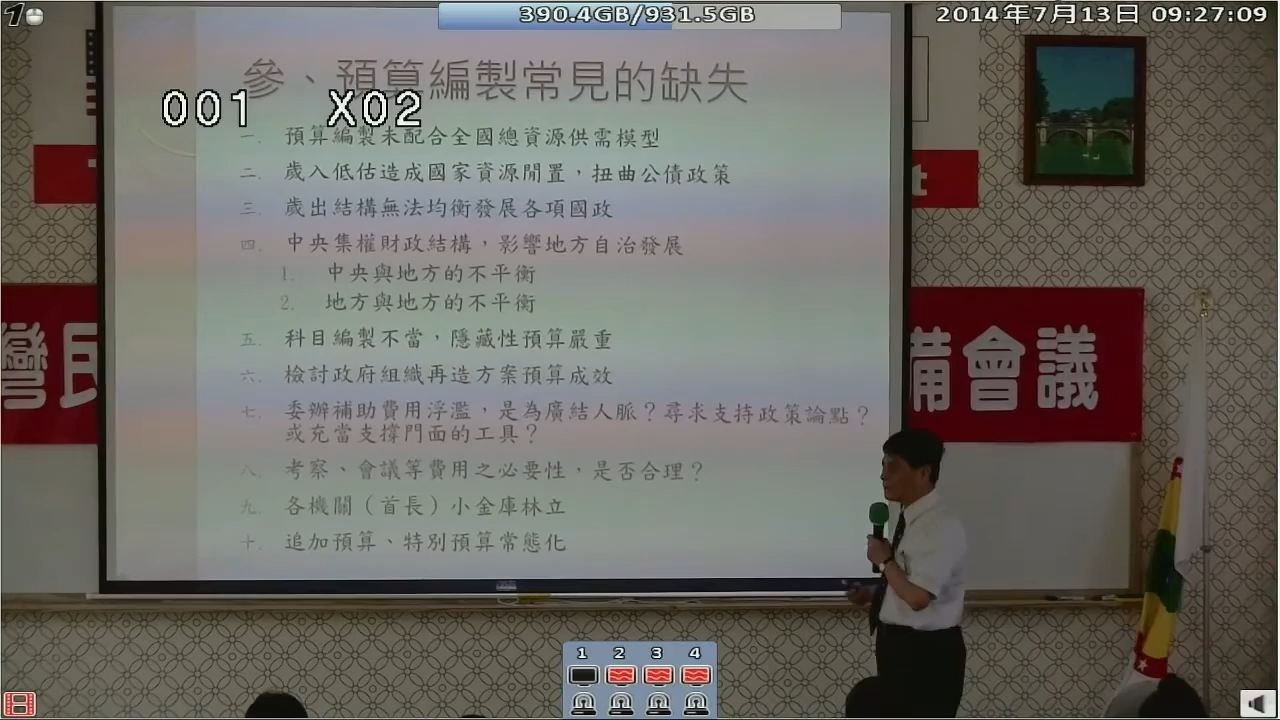 1
390.4GB/931.5GB
2014年7月13日 09:27:09
參、預算編製常見的缺失
001 X02
一. 預算編製未配合全國總資源供需模型
二. 歲入低估造成國家資源閒置，扭曲公債政策
三. 歲出結構無法均衡發展各項國政
四. 中央集權財政結構，影響地方自治發展
1. 中央與地方的不平衡
2. 地方與地方的不平衡
五. 科目編製不當，隱藏性預算嚴重
六. 檢討政府組織再造方案預算成效
七. 委辦補助費用浮濫，是為廣結人脈？尋求支持政策論點？
或充當支撐門面的工具？
八. 考察、會議等費用之必要性，是否合理？
九. 各機關（首長）小金庫林立
十. 追加預算、特別預算常態化
t
灣民
備會議
1 2 3 4